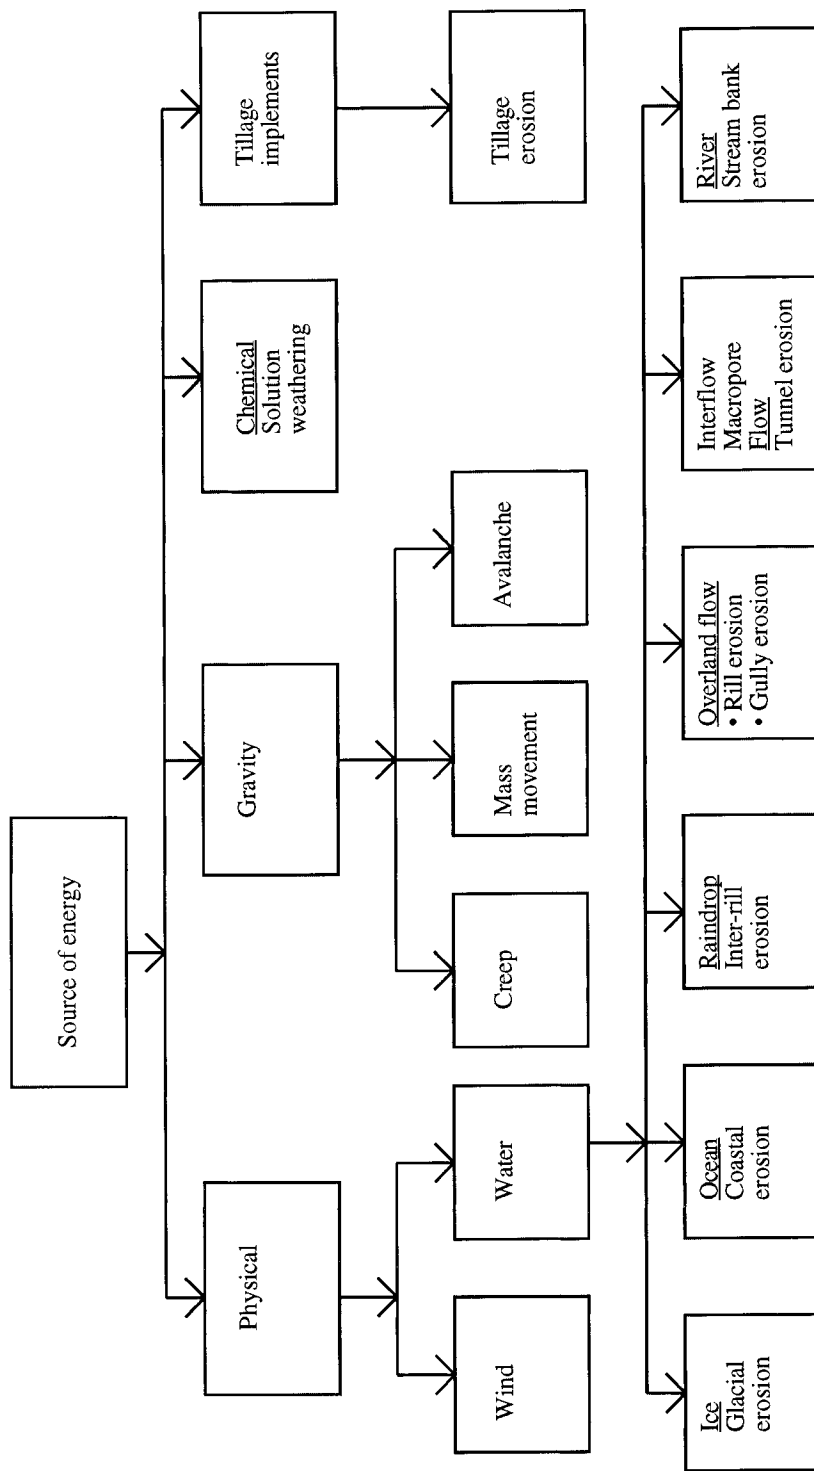 Source of energy
Physical
Gravity
Chemical
Solution
weathering
Tillage
implements
Wind
Water
Creep
Mass
movement
Avalanche
Tillage
erosion
Ice
Glacial
erosion
Ocean
Coastal
erosion
Raindrop
Inter-rill
erosion
Overland flow
• Rill erosion
• Gully erosion
Interflow
Macropore
Flow
Tunnel erosion
River
Stream bank
erosion